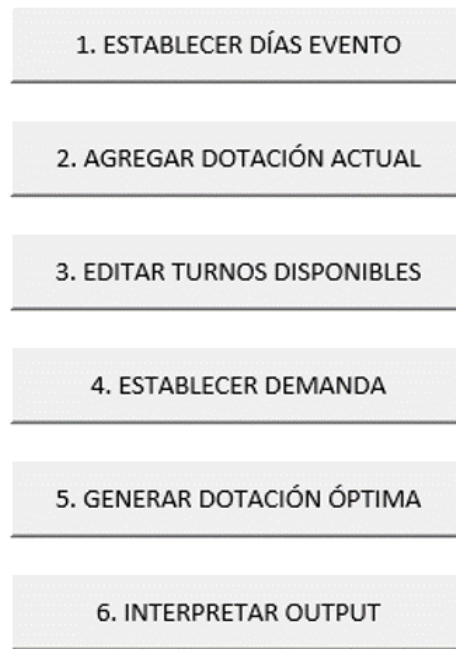 1. ESTABLECER DÍAS EVENTO
2. AGREGAR DOTACIÓN ACTUAL
3. EDITAR TURNOS DISPONIBLES
4. ESTABLECER DEMANDA
5. GENERAR DOTACIÓN ÓPTIMA
6. INTERPRETAR OUTPUT